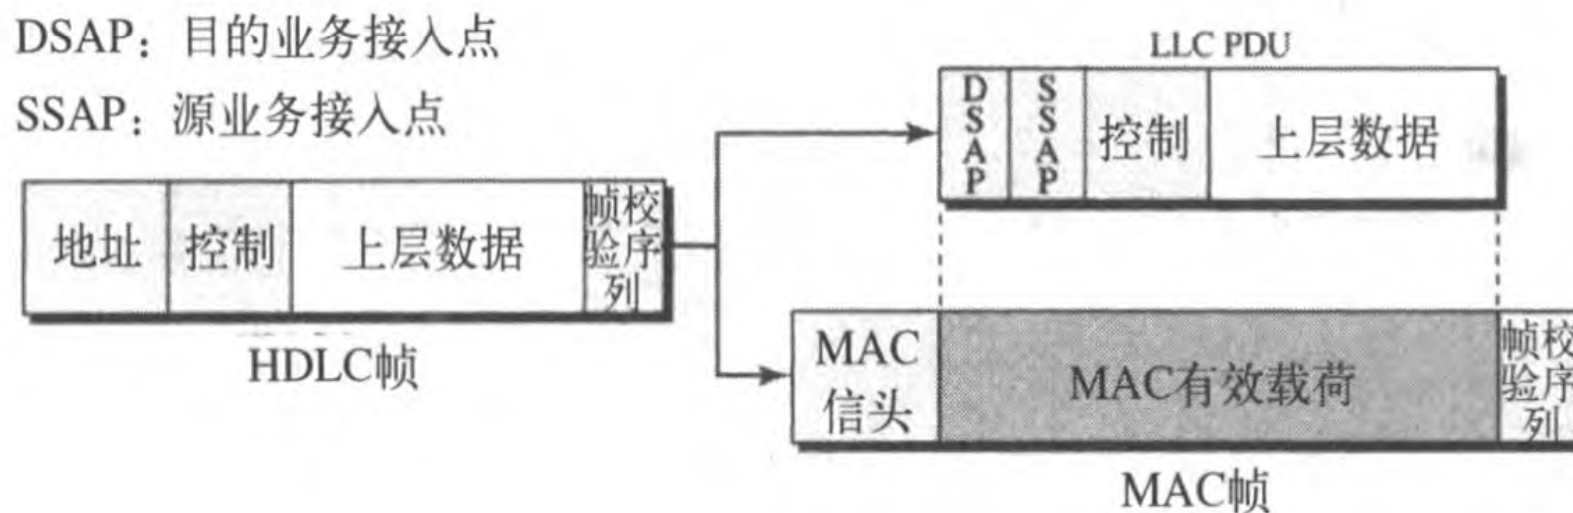 DSAP：目的业务接入点
SSAP：源业务接入点
LLC PDU
DSAP
SSAP
控制
上层数据
地址
控制
上层数据
帧校验序列
HDLC帧
MAC信头
MAC有效载荷
帧校验序列
MAC帧